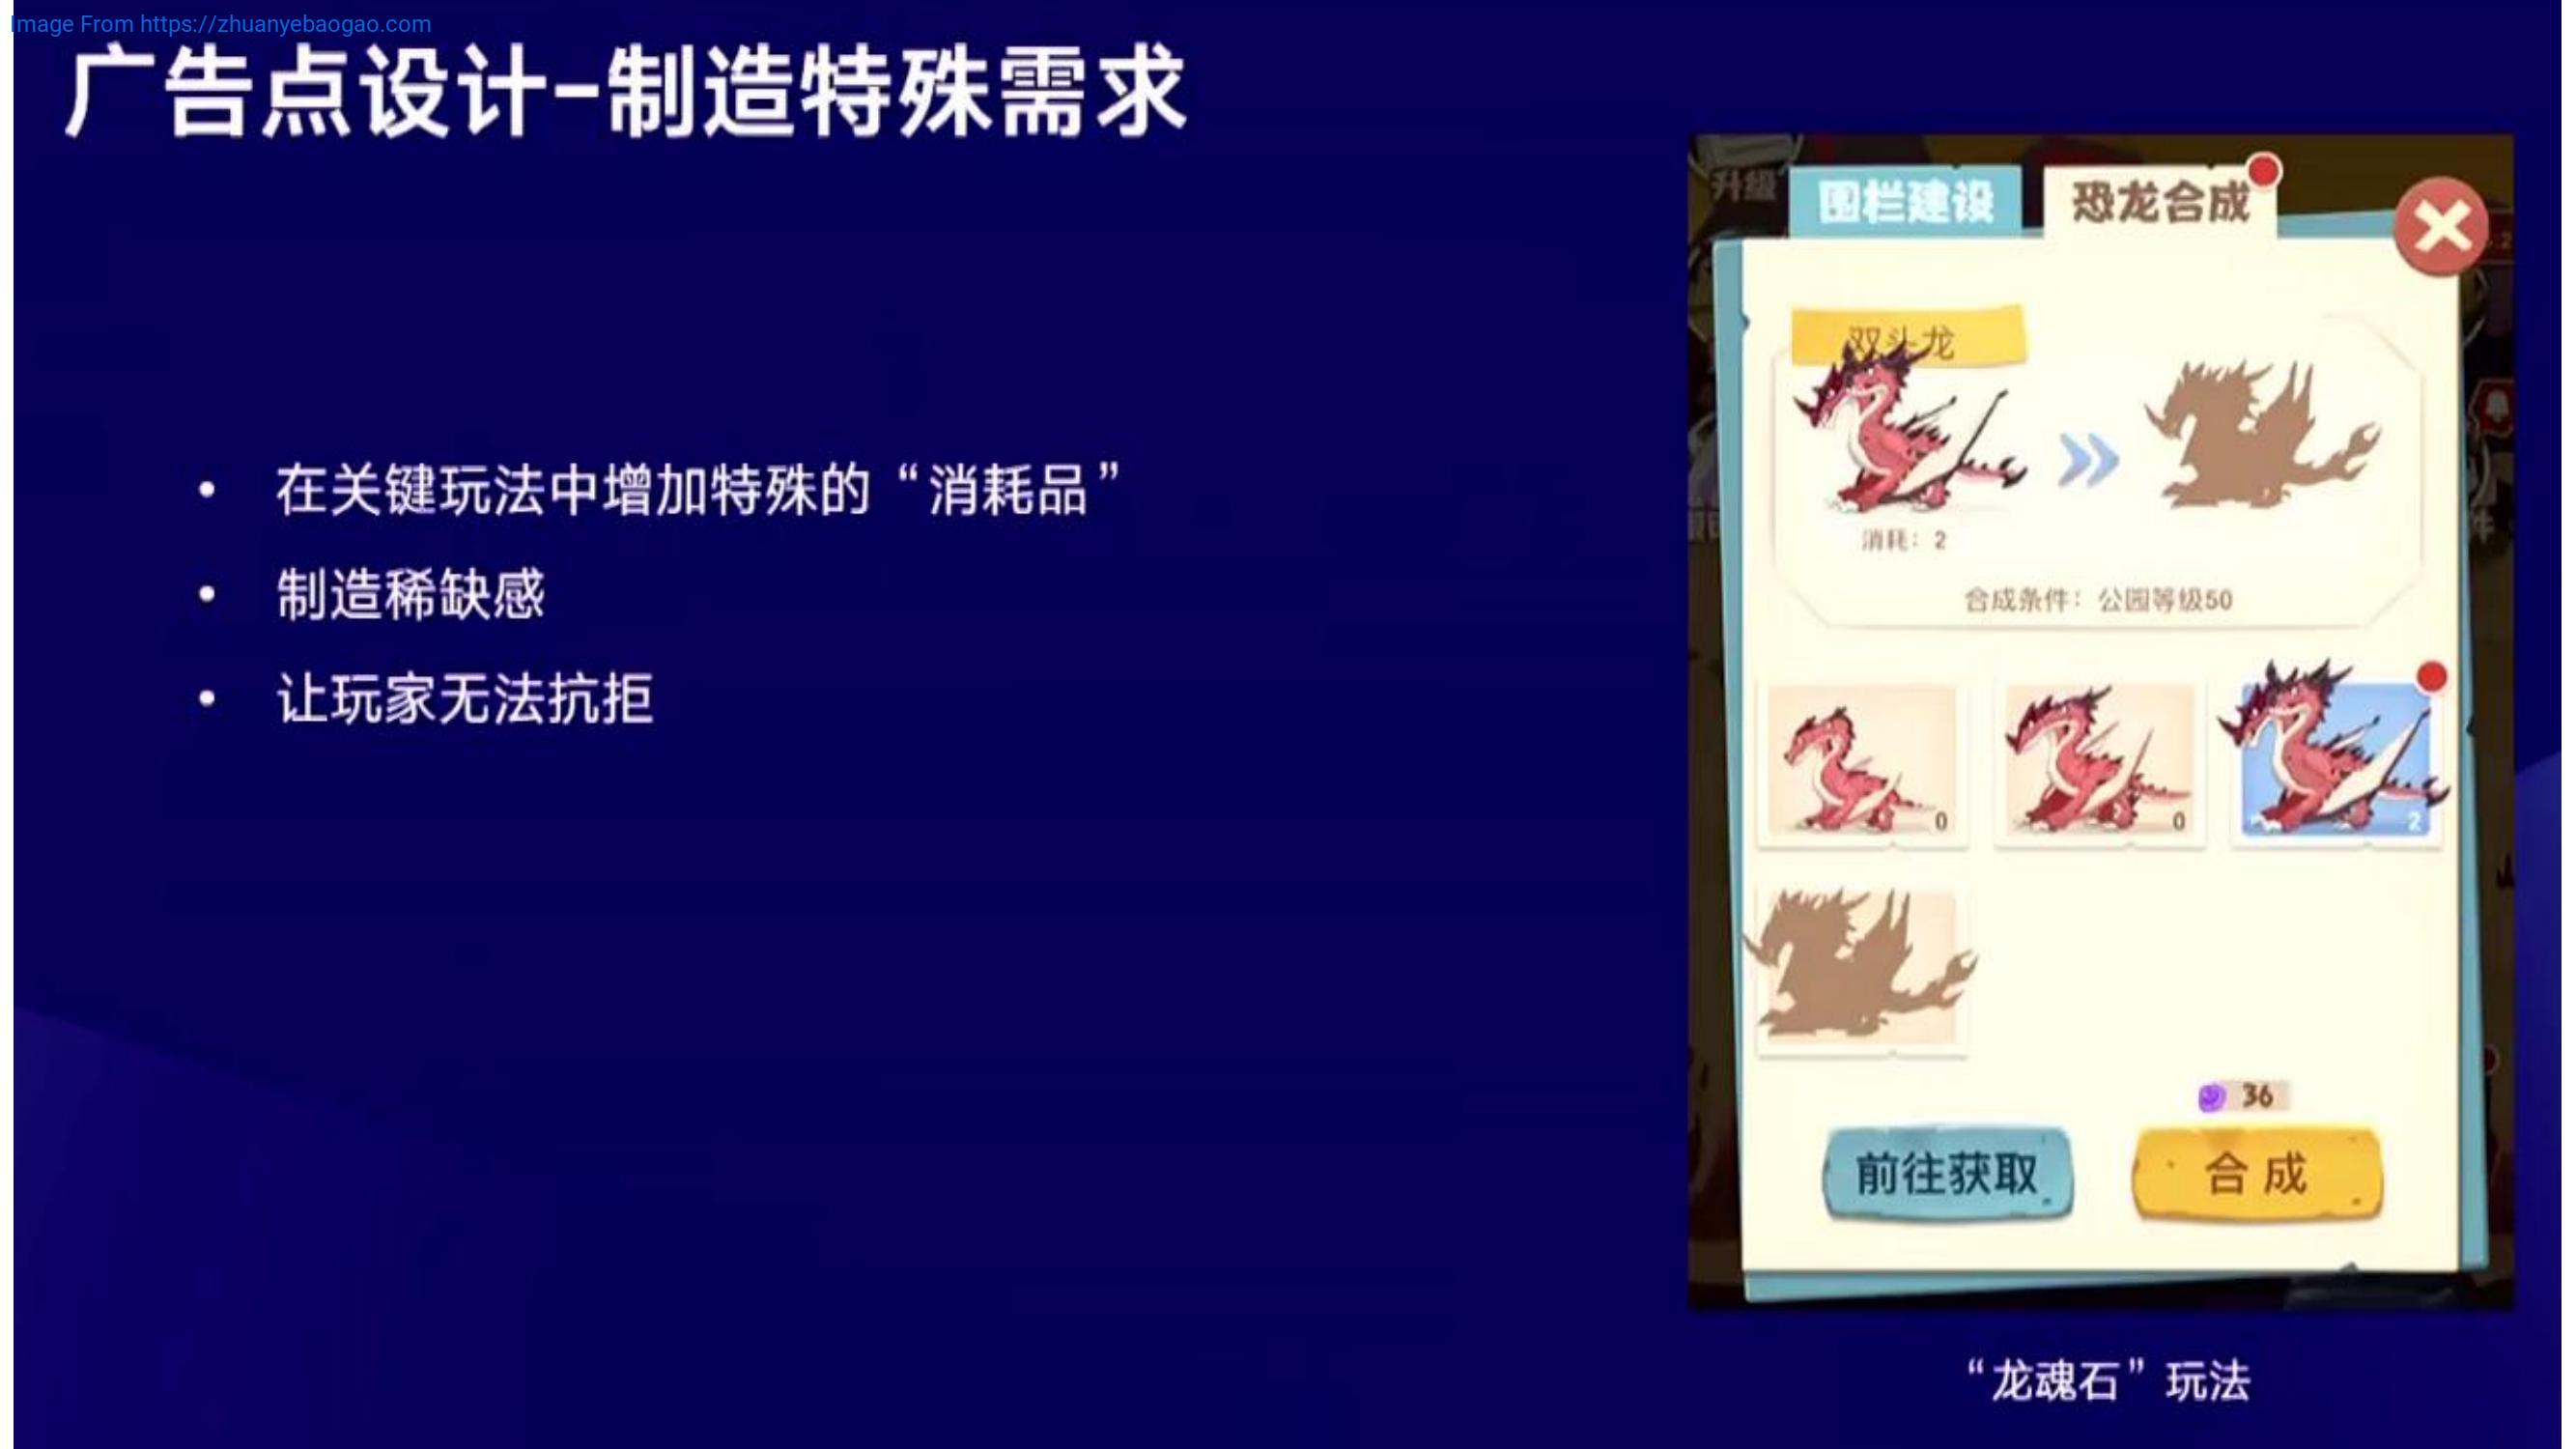 Image From https://zhuanyebaogao.com
广告点设计-制造特殊需求
• 在关键玩法中增加特殊的“消耗品”
• 制造稀缺感
• 让玩家无法抗拒
升级
围栏建设
恐龙合成
双头龙
消耗：2
合成条件：公园等级50
0
0
2
36
前往获取
合成
“龙魂石”玩法